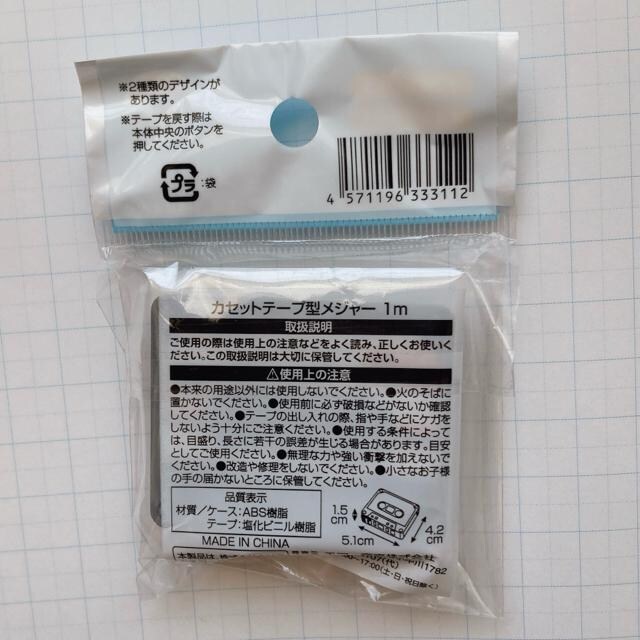 ※2種類のデザインが
あります。
※テープを戻す際は
本体中央のボタンを
押してください。
プラ :袋
4 571196 333112
カセットテープ型メジャー 1m
取扱説明
ご使用の際は使用上の注意などをよく読み、正しくお使いく
ださい。この取扱説明は大切に保管してください。
⚠使用上の注意
●本来の用途以外には使用しないでください。●火のそばに
置かないでください。●使用前に必ず破損などがないか確認
してください。●テープの出し入れの際、指や手などにケガを
しないよう十分にご注意ください。●使用する条件によって
は、目盛り、長さに若干の誤差が生じる場合があります。目安
としてご使用ください。●無理な力や強い衝撃を加えないで
ください。●改造や修理をしないでください。●小さなお子様
の手の届かないところに保管してください。
品質表示
材質/ケース:ABS樹脂
テープ:塩化ビニル樹脂
MADE IN CHINA
1.5
cm
5.1cm
4.2
cm
本製品は
1782
17:00(土・日・祝日除く)